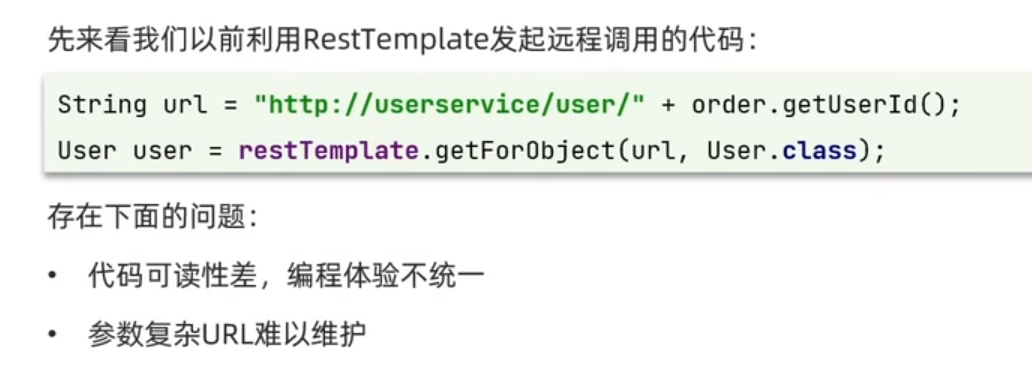 先来看我们以前利用RestTemplate发起远程调用的代码：
String url = "http://userservice/user/" + order.getUserId();
User user = restTemplate.getForObject(url, User.class);
存在下面的问题：
• 代码可读性差，编程体验不统一
• 参数复杂URL难以维护